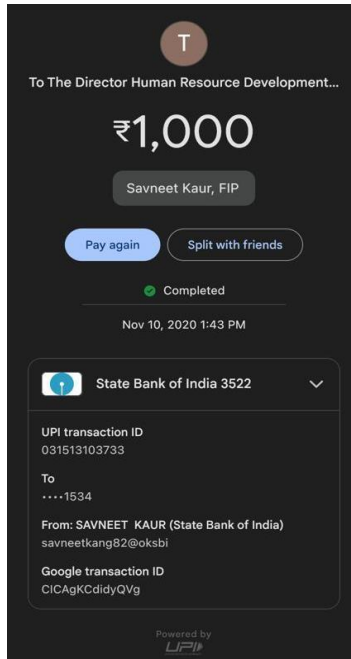 T
To The Director Human Resource Development...
₹1,000
Savneet Kaur, FIP
Pay again
Split with friends
Completed
Nov 10, 2020 1:43 PM
State Bank of India 3522
UPI transaction ID
031513103733
To
••••1534
From: SAVNEET KAUR (State Bank of India)
savneetkang82@oksbi
Google transaction ID
CICAgKCdidyQVg
Powered by
UPI